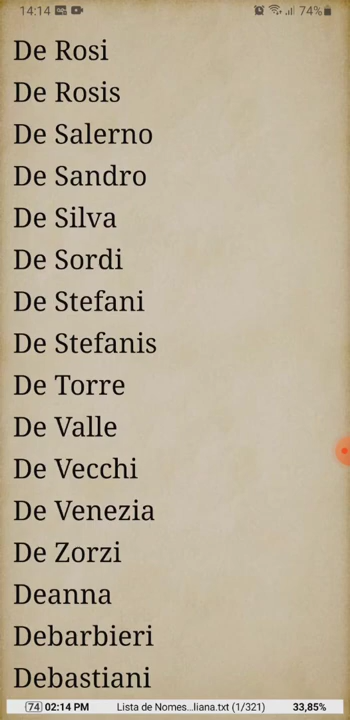 14:14 74%
De Rosi
De Rosis
De Salerno
De Sandro
De Silva
De Sordi
De Stefani
De Stefanis
De Torre
De Valle
De Vecchi
De Venezia
De Zorzi
Deanna
Debarbieri
Debastiani
74 02:14 PM Lista de Nomes...liana.txt (1/321) 33,85%